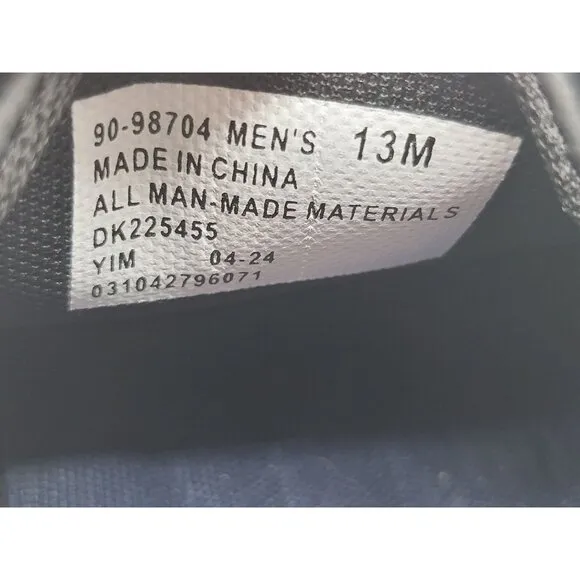 90-98704 MEN'S 13M
MADE IN CHINA
ALL MAN-MADE MATERIALS
DK225455
YIM 04-24
031042796071